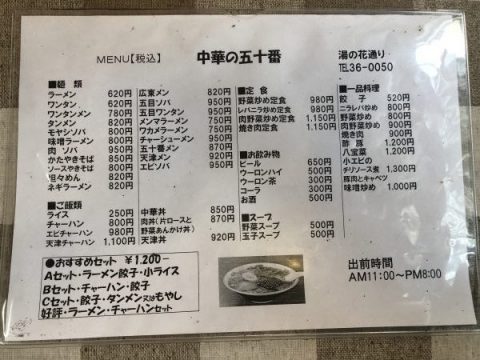 MENU【税込】
中華の五十番
湯の花通り
TEL36-0050
■麺 類
ラーメン 620円
ワンタン 620円
ワンタンメン 780円
タンメン 820円
モヤシソバ 800円
味噌ラーメン 800円
肉 ソバ 950円
かたやきそば 950円
ソースやきそば 800円
担々めん 820円
ネギラーメン 820円
広東メン 820円
五目ソバ 950円
五目ワンタン 950円
メンマラーメン 750円
ワカメラーメン 750円
チャーシューメン 950円
五十番メン 950円
天津メン 920円
エビソバ 950円
■ご飯類
ライス 250円
チャーハン 800円
エビチャーハン 980円
天津チャーハン 1,100円
中華丼 850円
肉丼(片ロースと 870円
野菜あんかけ丼)
天津丼 920円
■定 食
野菜炒め定食 980円
レバニラ炒め定食 980円
肉野菜炒め定食 1,150円
焼き肉定食 1,150円
■お飲み物
ビール 650円
ウーロンハイ 500円
ウーロン茶 300円
コーラ 300円
お酒 500円
■スープ
野菜スープ 500円
玉子スープ 500円
■一品料理
餃 子 520円
ニラレバ炒め 900円
野菜炒め 800円
肉野菜炒め 900円
焼き肉 900円
酢 豚 1,200円
八宝菜 1,200円
小エビの
チリソース煮 1,300円
豚肉とキャベツ
味噌炒め 1,000円
●おすすめセット ¥1,200-
Aセット・ラーメン・餃子・小ライス
Bセット・チャーハン・餃子
Cセット・餃子・タンメン又はもやし
好評・ラーメン・チャーハンセット
出前時間
AM11:00～PM8:00